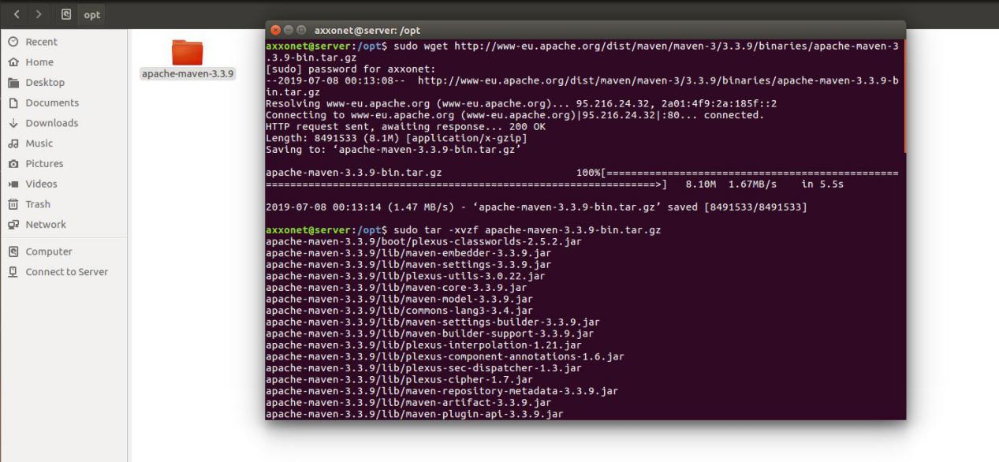 opt
Recent
Home
Desktop
Documents
Downloads
Music
Pictures
Videos
Trash
Network
Computer
Connect to Server
apache-maven-3.3.9
axxonet@server: /opt
axxonet@server:/opt$ sudo wget http://www-eu.apache.org/dist/maven/maven-3/3.3.9/binaries/apache-maven-3
.3.9-bin.tar.gz
[sudo] password for axxonet:
--2019-07-08 00:13:08--  http://www-eu.apache.org/dist/maven/maven-3/3.3.9/binaries/apache-maven-3.3.9-b
in.tar.gz
Resolving www-eu.apache.org (www-eu.apache.org)... 95.216.24.32, 2a01:4f9:2a:185f::2
Connecting to www-eu.apache.org (www-eu.apache.org)|95.216.24.32|:80... connected.
HTTP request sent, awaiting response... 200 OK
Length: 8491533 (8.1M) [application/x-gzip]
Saving to: ‘apache-maven-3.3.9-bin.tar.gz’
apache-maven-3.3.9-bin.tar.gz 100%[================================================
================================================================>] 8.10M 1.67MB/s in 5.5s
2019-07-08 00:13:14 (1.47 MB/s) - ‘apache-maven-3.3.9-bin.tar.gz’ saved [8491533/8491533]
axxonet@server:/opt$ sudo tar -xvzf apache-maven-3.3.9-bin.tar.gz
apache-maven-3.3.9/boot/plexus-classworlds-2.5.2.jar
apache-maven-3.3.9/lib/maven-embedder-3.3.9.jar
apache-maven-3.3.9/lib/maven-settings-3.3.9.jar
apache-maven-3.3.9/lib/plexus-utils-3.0.22.jar
apache-maven-3.3.9/lib/maven-core-3.3.9.jar
apache-maven-3.3.9/lib/maven-model-3.3.9.jar
apache-maven-3.3.9/lib/commons-lang3-3.4.jar
apache-maven-3.3.9/lib/maven-settings-builder-3.3.9.jar
apache-maven-3.3.9/lib/maven-builder-support-3.3.9.jar
apache-maven-3.3.9/lib/plexus-interpolation-1.21.jar
apache-maven-3.3.9/lib/plexus-component-annotations-1.6.jar
apache-maven-3.3.9/lib/plexus-sec-dispatcher-1.3.jar
apache-maven-3.3.9/lib/plexus-cipher-1.7.jar
apache-maven-3.3.9/lib/maven-repository-metadata-3.3.9.jar
apache-maven-3.3.9/lib/maven-artifact-3.3.9.jar
apache-maven-3.3.9/lib/maven-plugin-api-3.3.9.jar